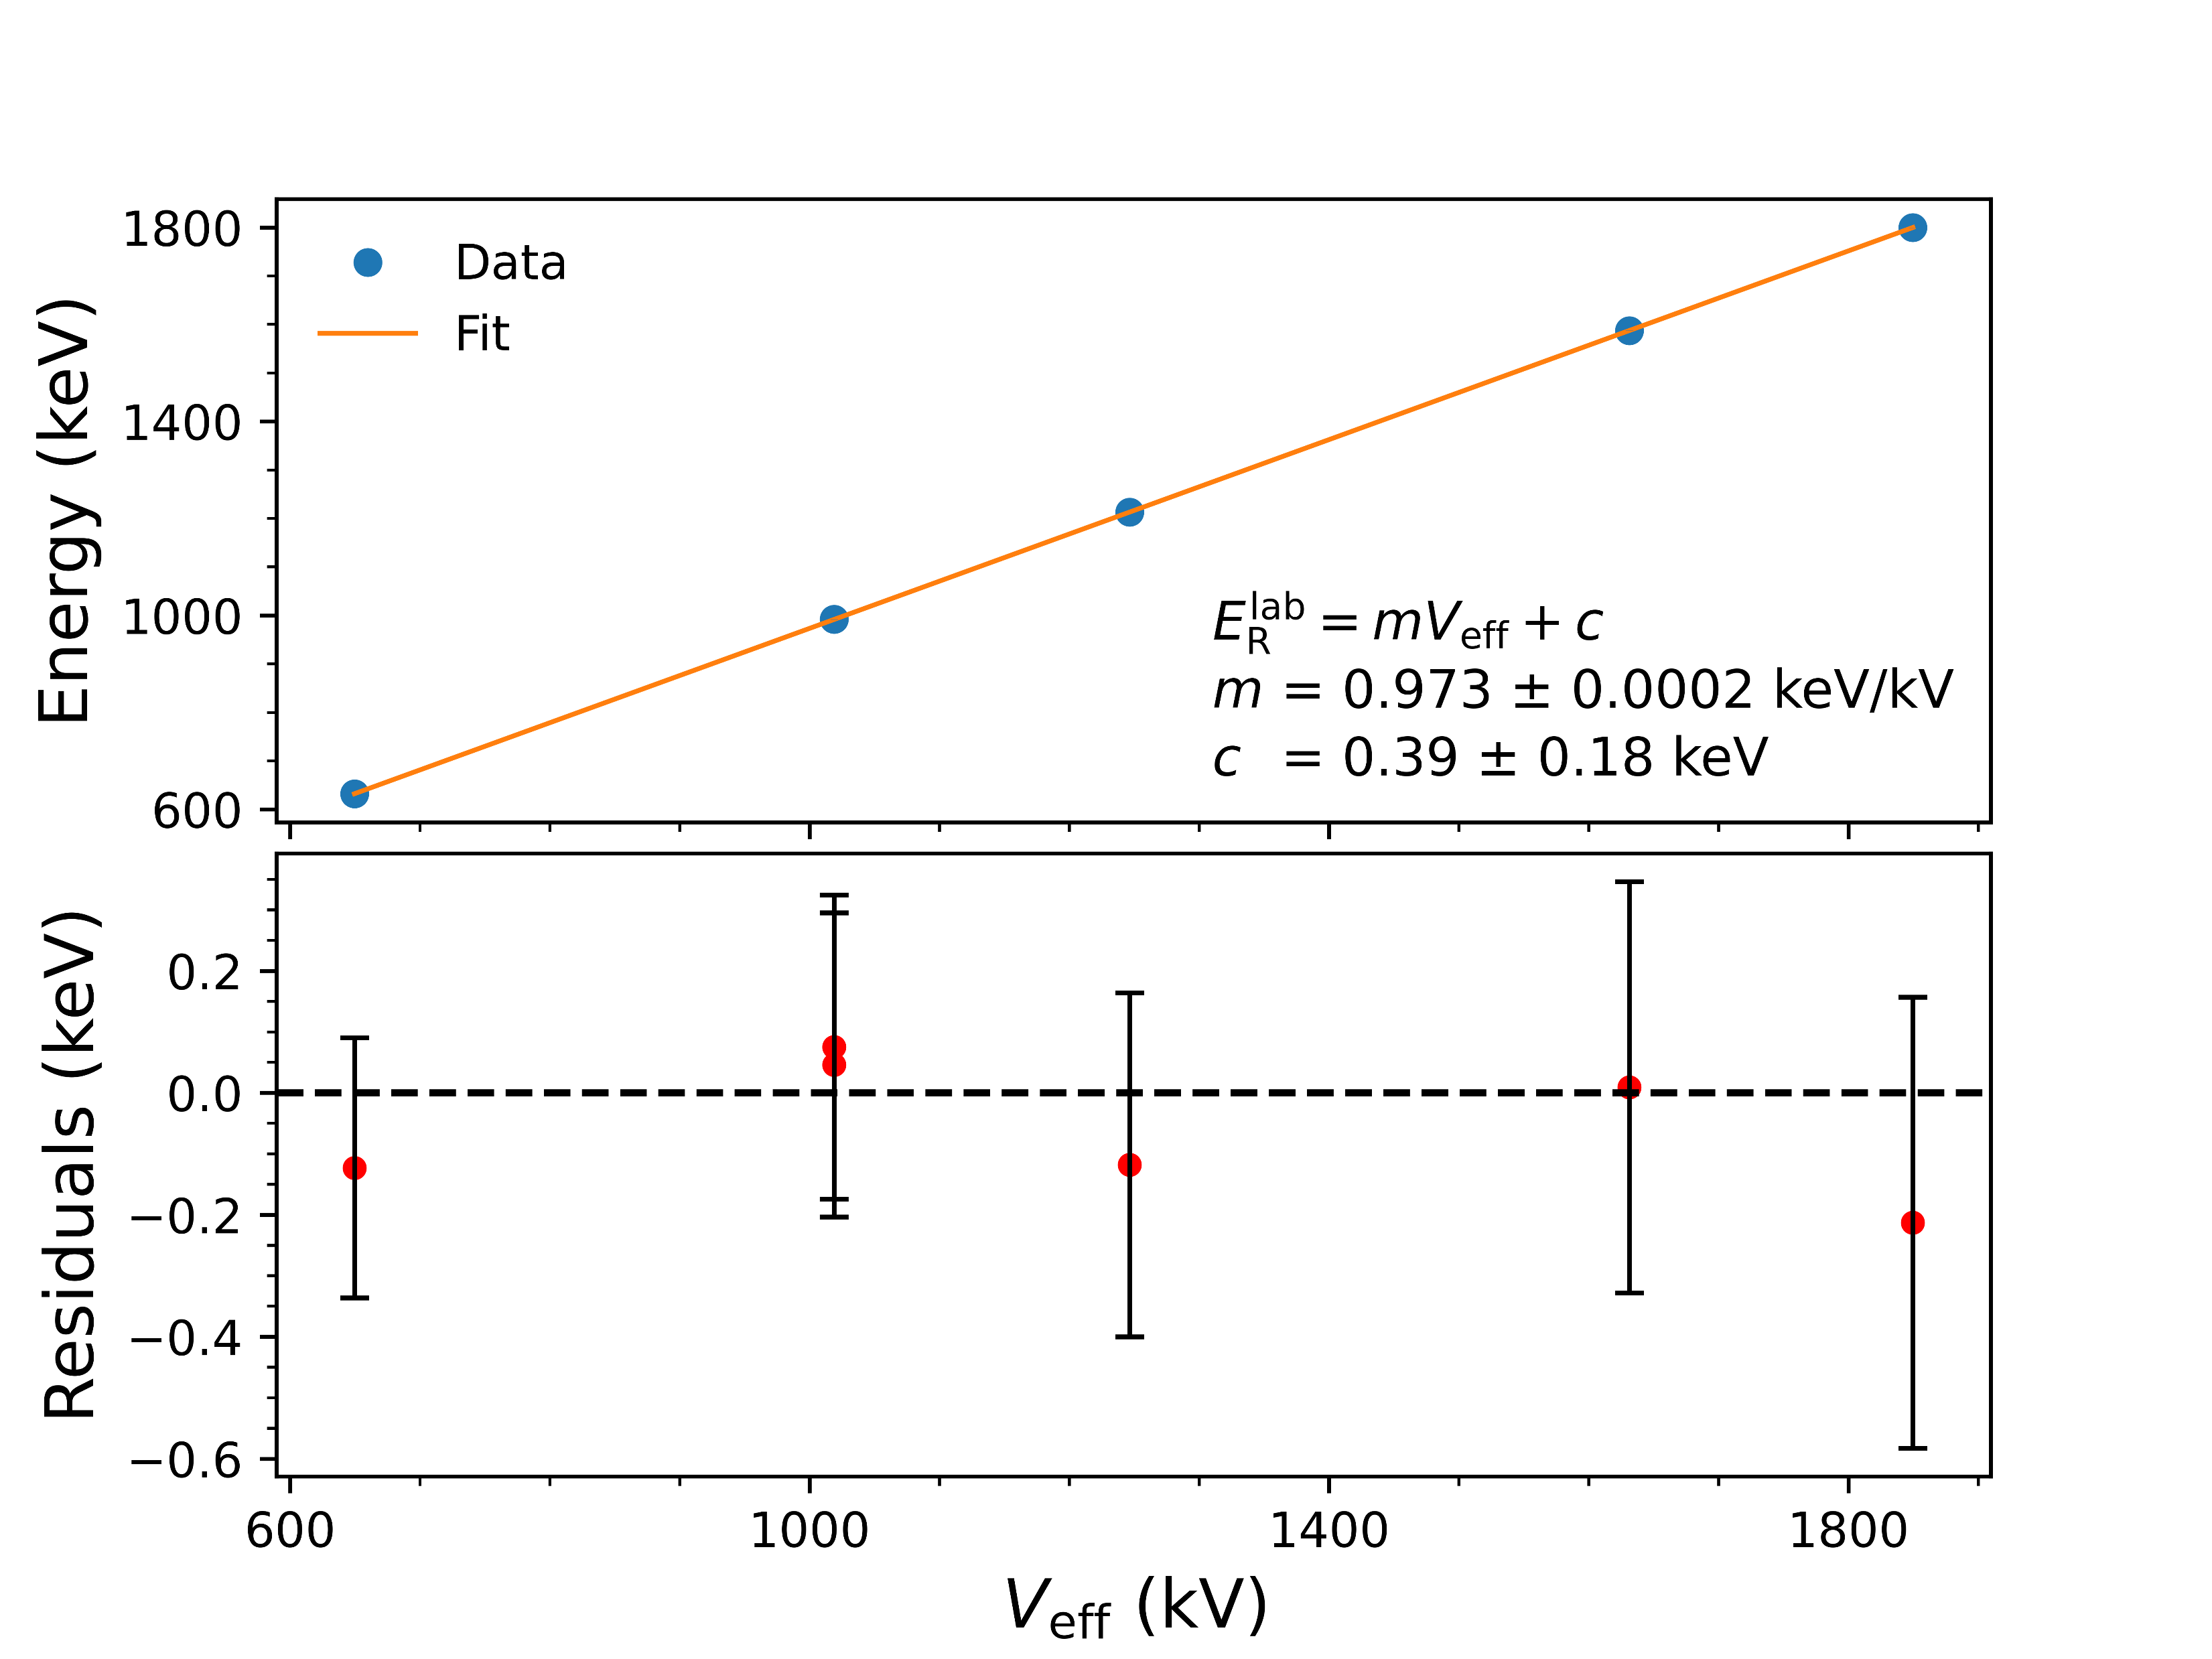 1800
1400
1000
600
Energy (keV)
Data
Fit
E_R^lab = mV_eff + c
m = 0.973 ± 0.0002 keV/kV
c = 0.39 ± 0.18 keV
0.2
0.0
−0.2
−0.4
−0.6
Residuals (keV)
600 1000 1400 1800
V_eff (kV)